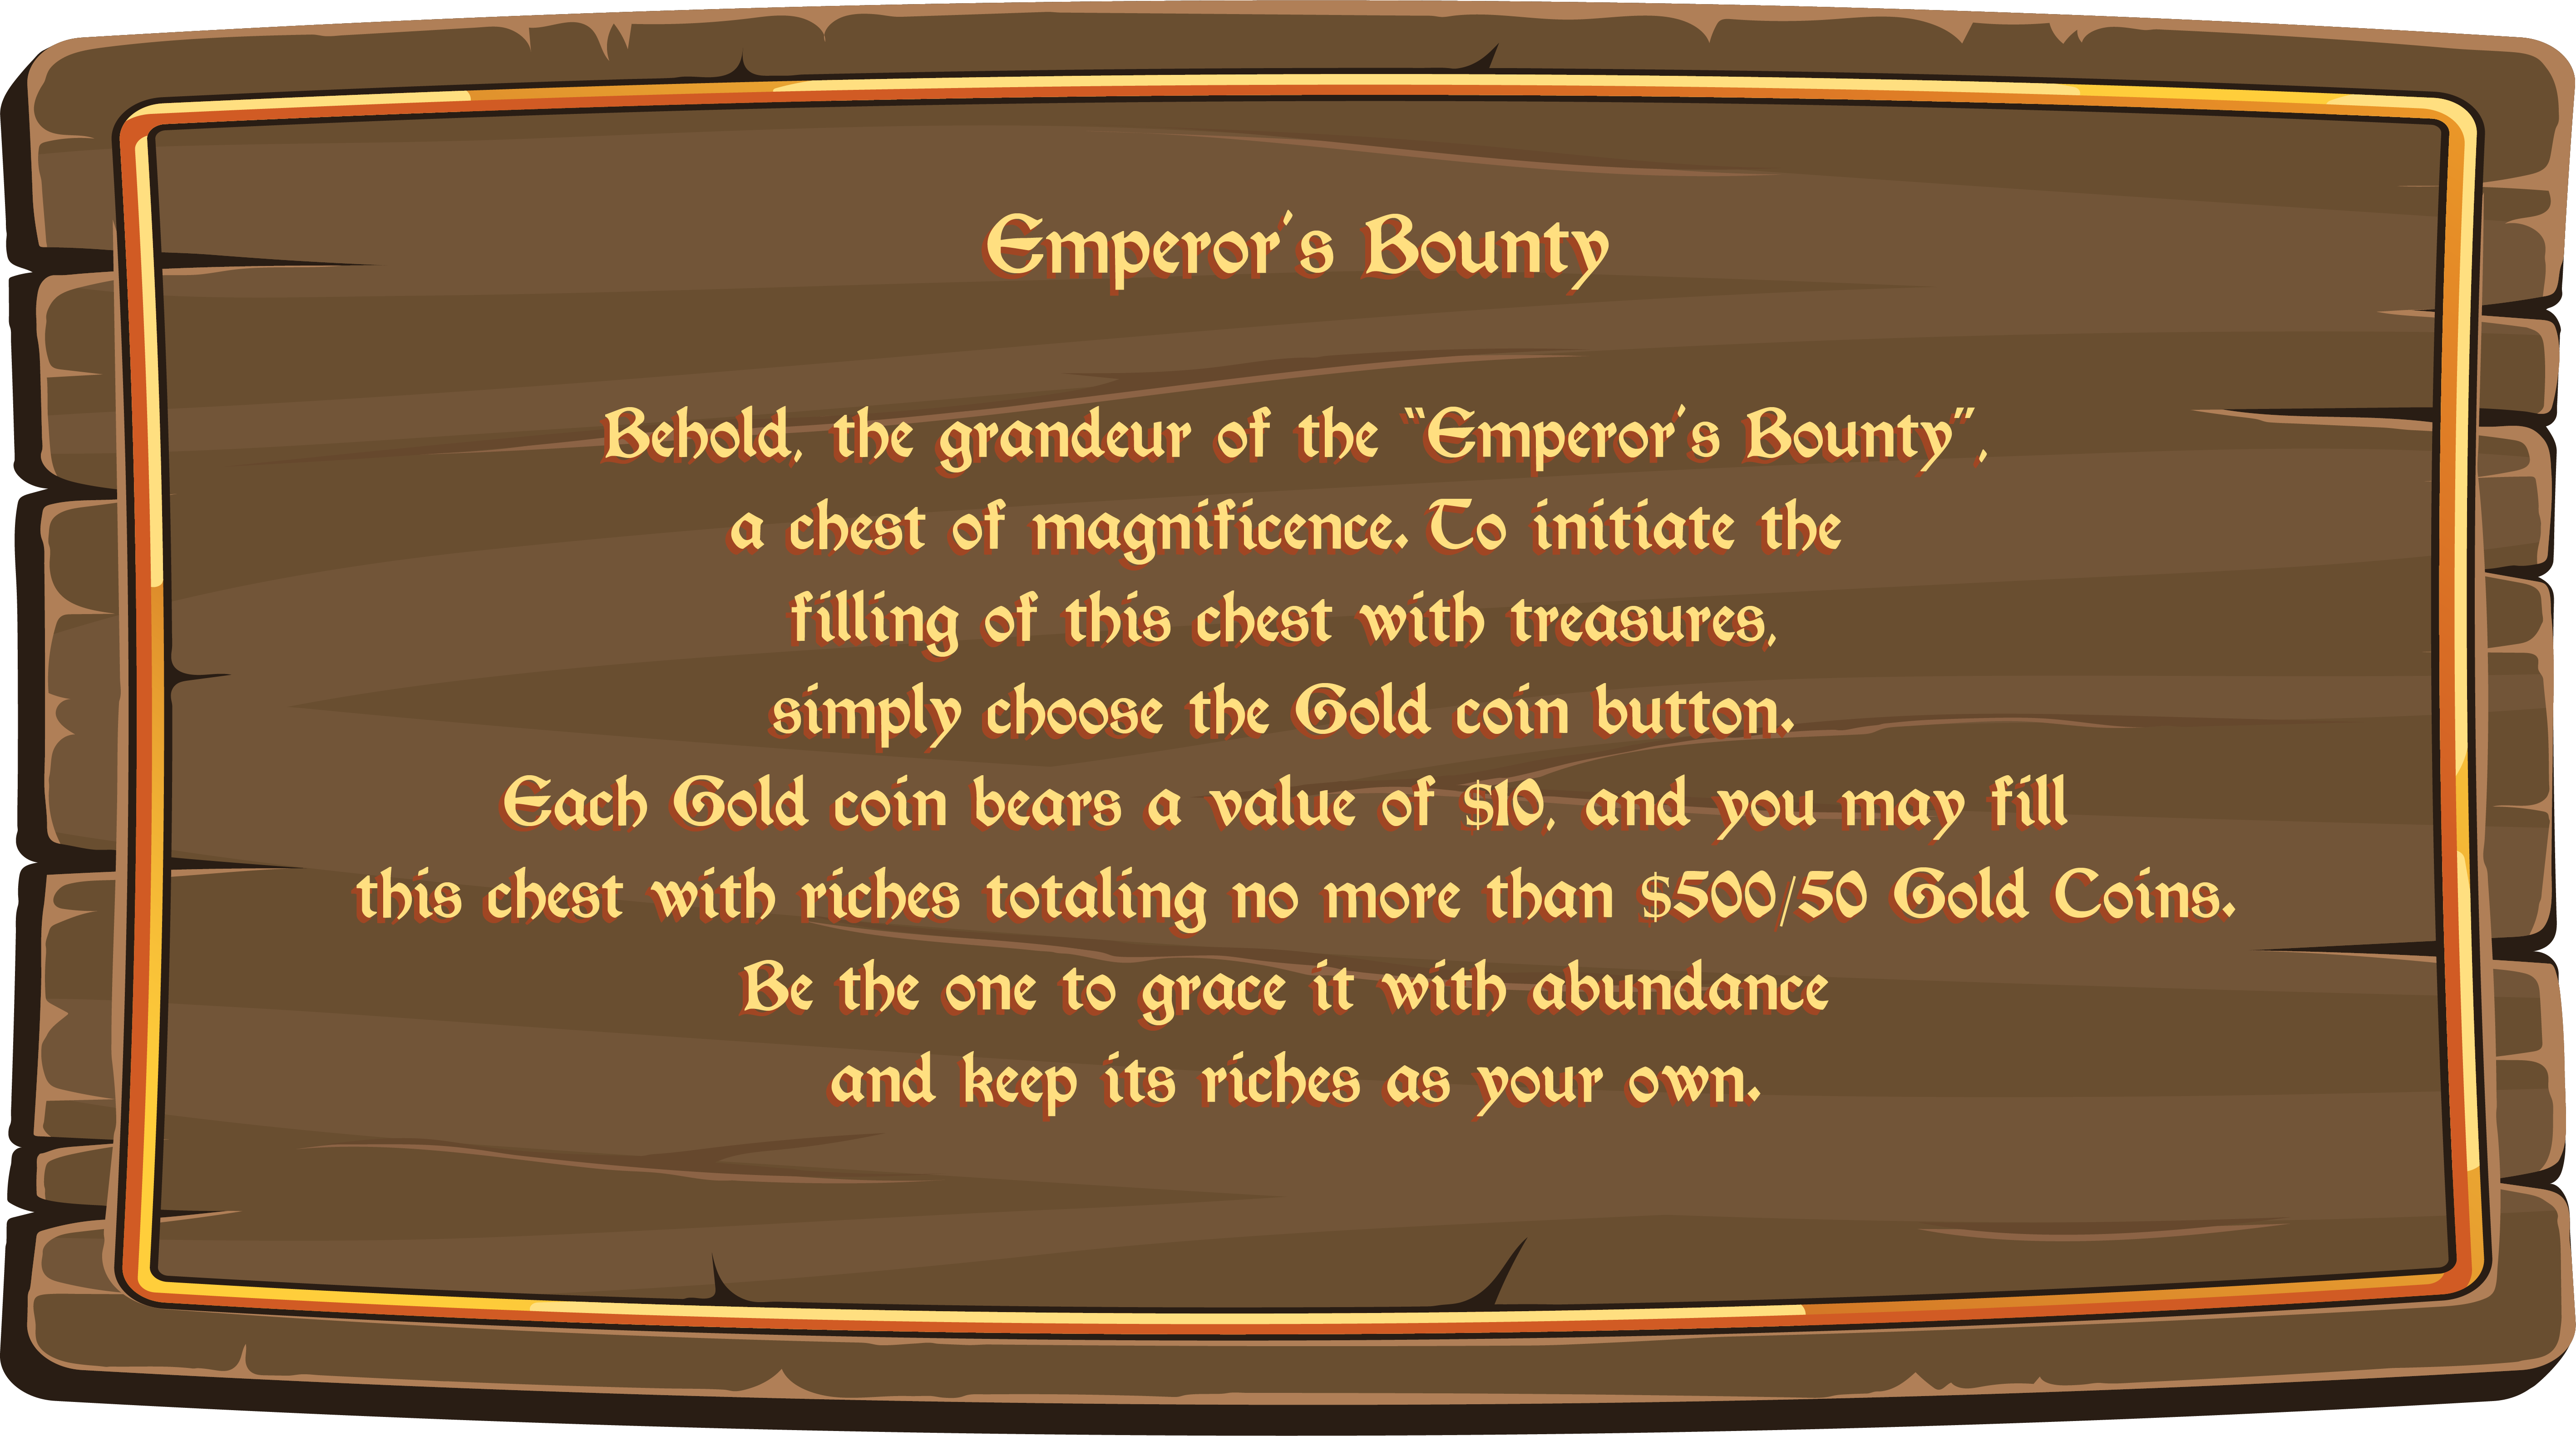 Emperor's Bounty
Behold, the grandeur of the "Emperor's Bounty",
a chest of magnificence. To initiate the
filling of this chest with treasures,
simply choose the Gold coin button.
Each Gold coin bears a value of $10, and you may fill
this chest with riches totaling no more than $500/50 Gold Coins.
Be the one to grace it with abundance
and keep its riches as your own.